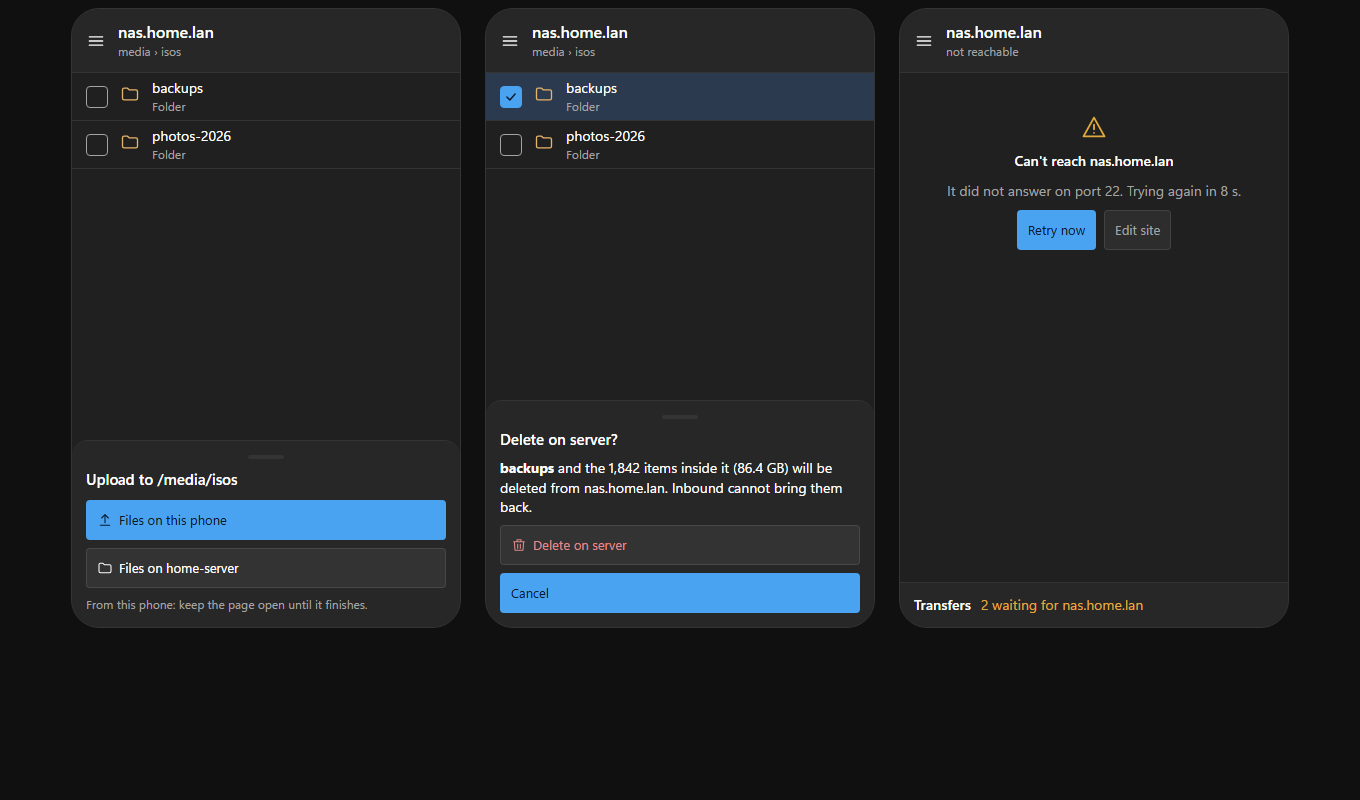 nas.home.lan
media › isos
backups
Folder
photos-2026
Folder
Upload to /media/isos
Files on this phone
Files on home-server
From this phone: keep the page open until it finishes.
nas.home.lan
media › isos
backups
Folder
photos-2026
Folder
Delete on server?
backups and the 1,842 items inside it (86.4 GB) will be
deleted from nas.home.lan. Inbound cannot bring them
back.
Delete on server
Cancel
nas.home.lan
not reachable
Can't reach nas.home.lan
It did not answer on port 22. Trying again in 8 s.
Retry now
Edit site
Transfers 2 waiting for nas.home.lan